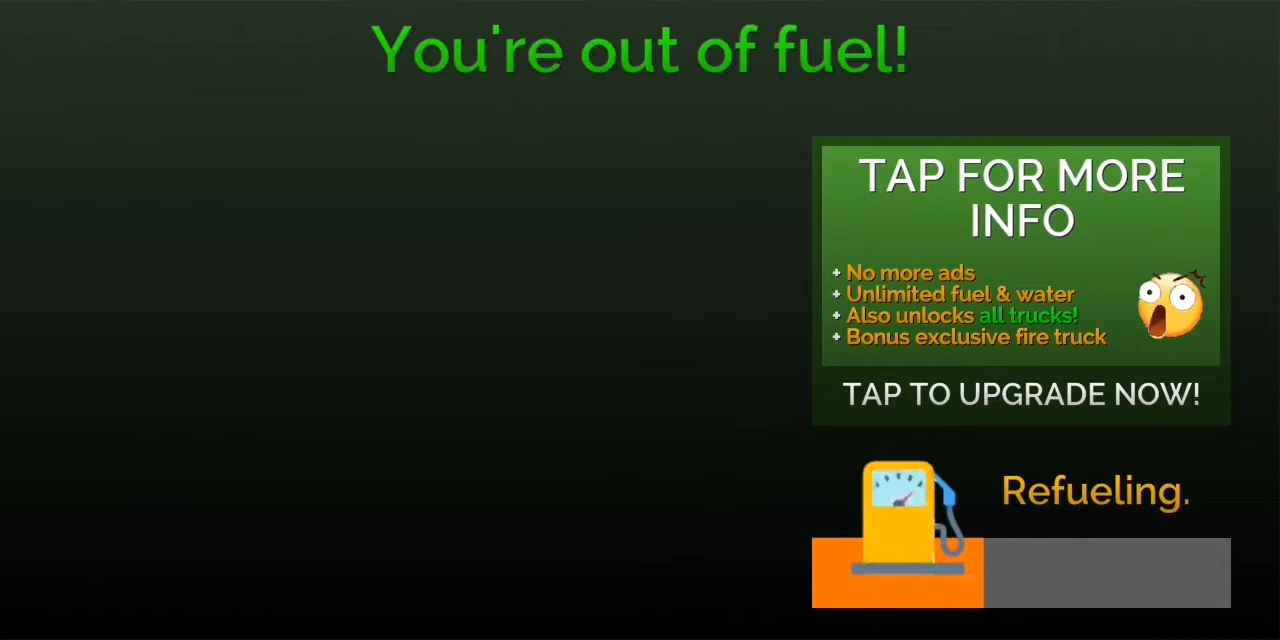 You're out of fuel!
TAP FOR MORE
INFO
+ No more ads
+ Unlimited fuel & water
+ Also unlocks all trucks!
+ Bonus exclusive fire truck
TAP TO UPGRADE NOW!
Refueling.